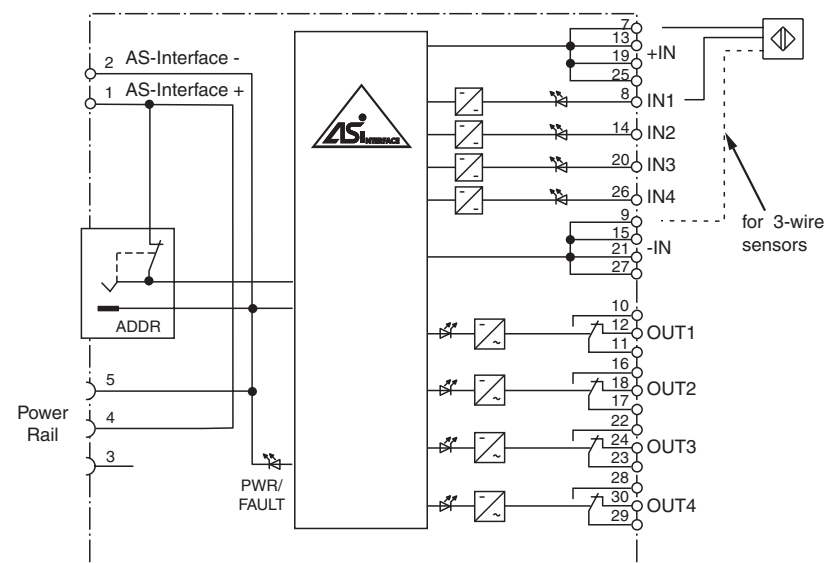 2 AS-Interface -
1 AS-Interface +
ASi INTERFACE
ADDR
5
Power Rail
4
3
PWR/
FAULT
7
13
+IN
19
25
8 IN1
14 IN2
20 IN3
26 IN4
9
15
-IN
21
27
for 3-wire
sensors
10
12 OUT1
11
16
18 OUT2
17
22
24 OUT3
23
28
30 OUT4
29